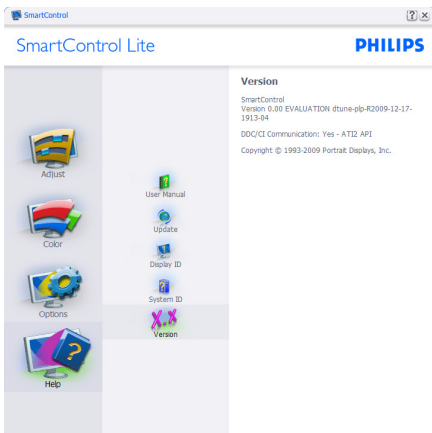 SmartControl
SmartControl Lite
PHILIPS
Adjust
Color
Options
Help
User Manual
Update
Display ID
System ID
X.X
Version
Version
SmartControl
Version 0.00 EVALUATION dtune-plp-R2009-12-17-
1913-04
DDC/CI Communication: Yes - ATI2 API
Copyright © 1993-2009 Portrait Displays, Inc.